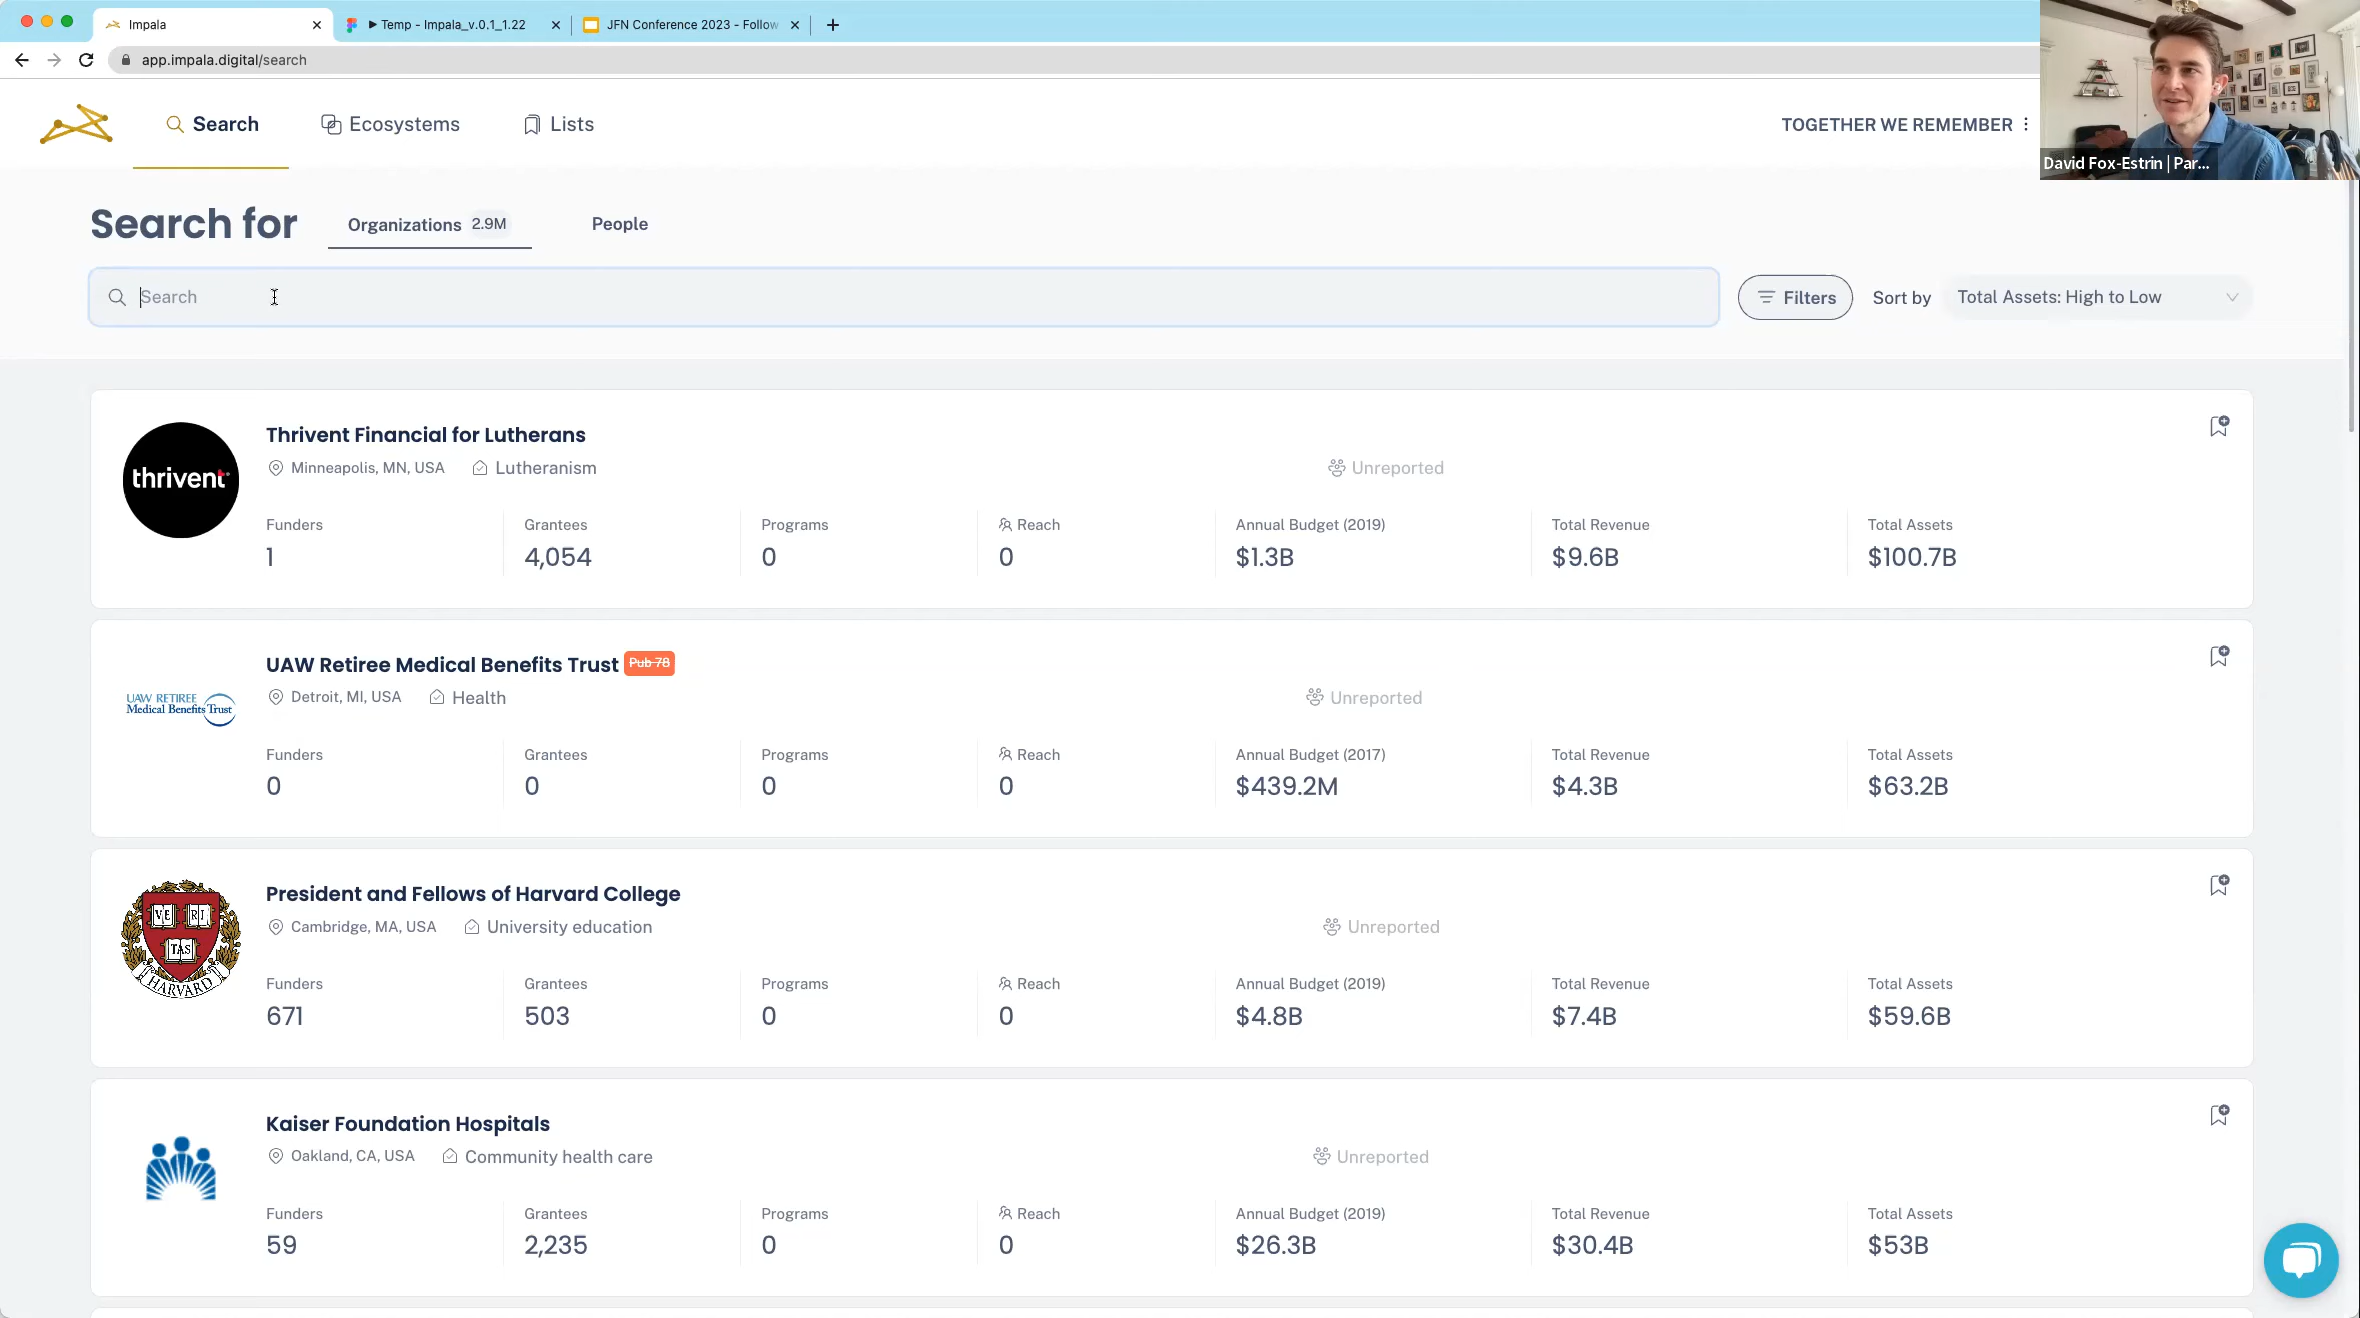 Impala
Temp - Impala_v.0.1_1.22
JFN Conference 2023 - Follow
app.impala.digital/search
Search
Ecosystems
Lists
TOGETHER WE REMEMBER
David Fox-Estrin | Par...
Search for
Organizations 2.9M
People
Search
Filters
Sort by
Total Assets: High to Low
thrivent
Thrivent Financial for Lutherans
Minneapolis, MN, USA
Lutheranism
Unreported
Funders
Grantees
Programs
Reach
Annual Budget (2019)
Total Revenue
Total Assets
1
4,054
0
0
$1.3B
$9.6B
$100.7B
UAW RETIREE
Medical Benefits Trust
UAW Retiree Medical Benefits Trust Pub 78
Detroit, MI, USA
Health
Unreported
Funders
Grantees
Programs
Reach
Annual Budget (2017)
Total Revenue
Total Assets
0
0
0
0
$439.2M
$4.3B
$63.2B
VE RI
TAS
HARVARD
President and Fellows of Harvard College
Cambridge, MA, USA
University education
Unreported
Funders
Grantees
Programs
Reach
Annual Budget (2019)
Total Revenue
Total Assets
671
503
0
0
$4.8B
$7.4B
$59.6B
Kaiser Foundation Hospitals
Oakland, CA, USA
Community health care
Unreported
Funders
Grantees
Programs
Reach
Annual Budget (2019)
Total Revenue
Total Assets
59
2,235
0
0
$26.3B
$30.4B
$53B